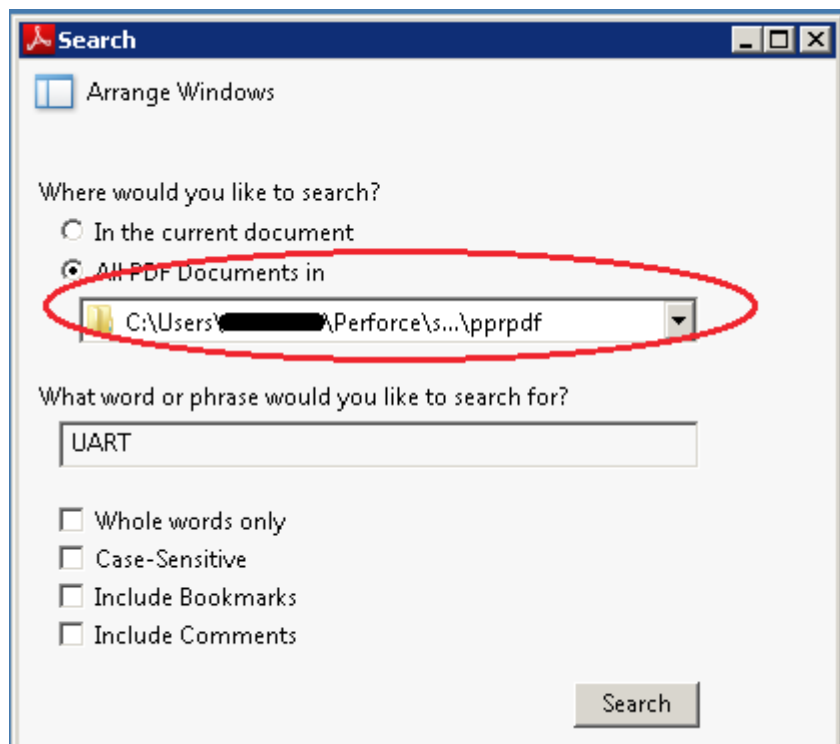 Search
Arrange Windows
Where would you like to search?
In the current document
All PDF Documents in
C:\Users\ \Perforce\s...\pprpdf
What word or phrase would you like to search for?
UART
Whole words only
Case-Sensitive
Include Bookmarks
Include Comments
Search